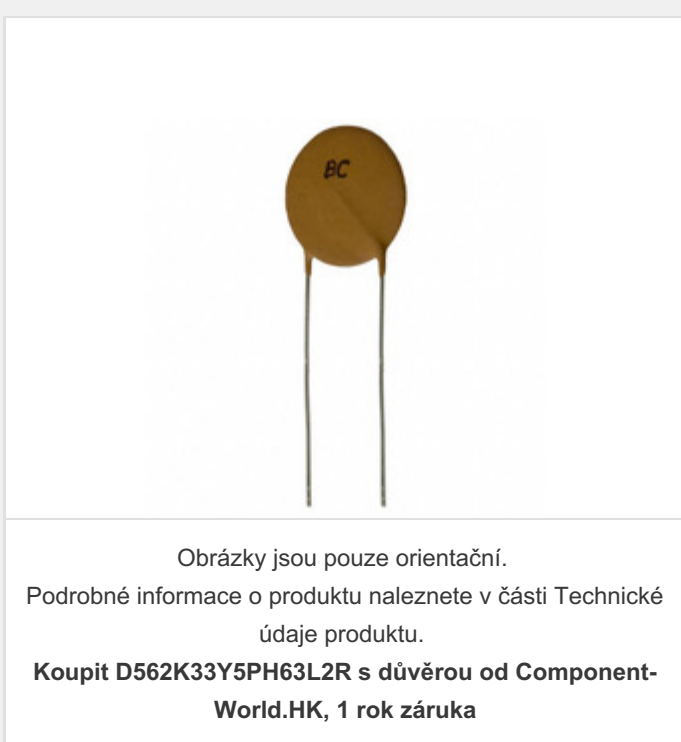 BC
Obrázky jsou pouze orientační.
Podrobné informace o produktu naleznete v části Technické
údaje produktu.
Koupit D562K33Y5PH63L2R s důvěrou od Component-
World.HK, 1 rok záruka